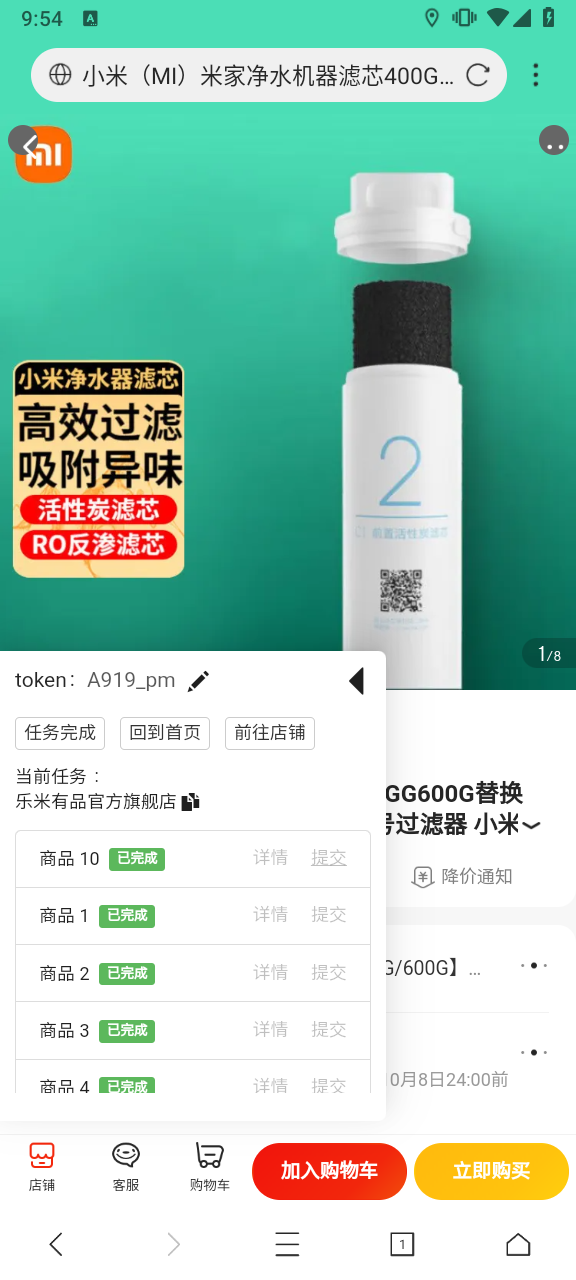 9:54
A
小米（MI）米家净水机器滤芯400G...
mi
小米净水器滤芯
高效过滤
吸附异味
活性炭滤芯
RO反渗滤芯
2
前置活性炭滤芯
1/8
token： A919_pm
任务完成
回到首页
前往店铺
当前任务：
乐米有品官方旗舰店
GG600G替换
号过滤器 小米
降价通知
商品 10 已完成 详情 提交
商品 1 已完成 详情 提交
商品 2 已完成 详情 提交
G/600G】...
商品 3 已完成 详情 提交
商品 4 已完成 详情 提交
0月8日24:00前
店铺
客服
购物车
加入购物车
立即购买
1